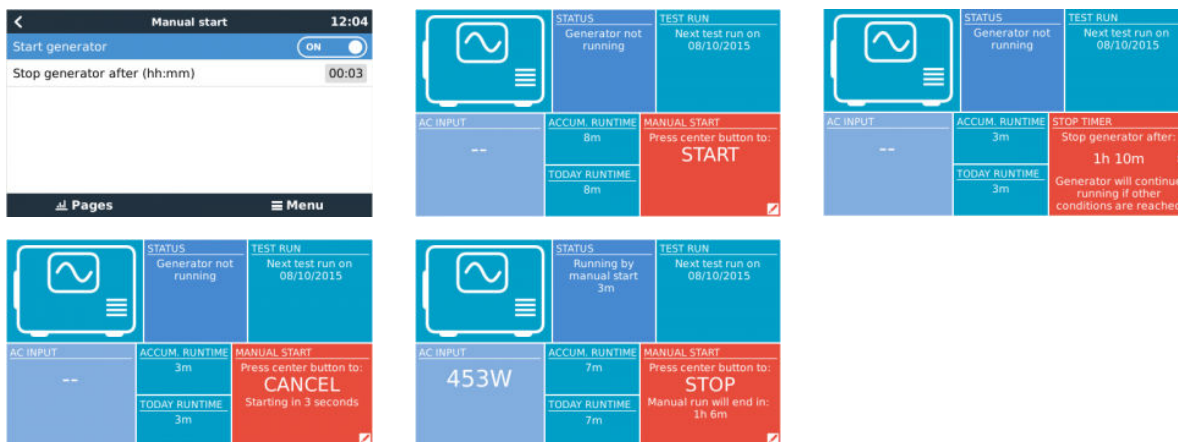 Manual start
12:04
Start generator
ON
Stop generator after (hh:mm)
00:03
Pages
Menu
STATUS
Generator not
running
TEST RUN
Next test run on
08/10/2015
AC INPUT
--
ACCUM. RUNTIME
8m
TODAY RUNTIME
8m
MANUAL START
Press center button to:
START
STATUS
Generator not
running
TEST RUN
Next test run on
08/10/2015
AC INPUT
--
ACCUM. RUNTIME
3m
TODAY RUNTIME
3m
STOP TIMER
Stop generator after:
1h 10m
Generator will continue
running if other
conditions are reached
STATUS
Generator not
running
TEST RUN
Next test run on
08/10/2015
AC INPUT
--
ACCUM. RUNTIME
3m
TODAY RUNTIME
3m
MANUAL START
Press center button to:
CANCEL
Starting in 3 seconds
STATUS
Running by
manual start
3m
TEST RUN
Next test run on
08/10/2015
AC INPUT
453W
ACCUM. RUNTIME
7m
TODAY RUNTIME
7m
MANUAL START
Press center button to:
STOP
Manual run will end in:
1h 6m